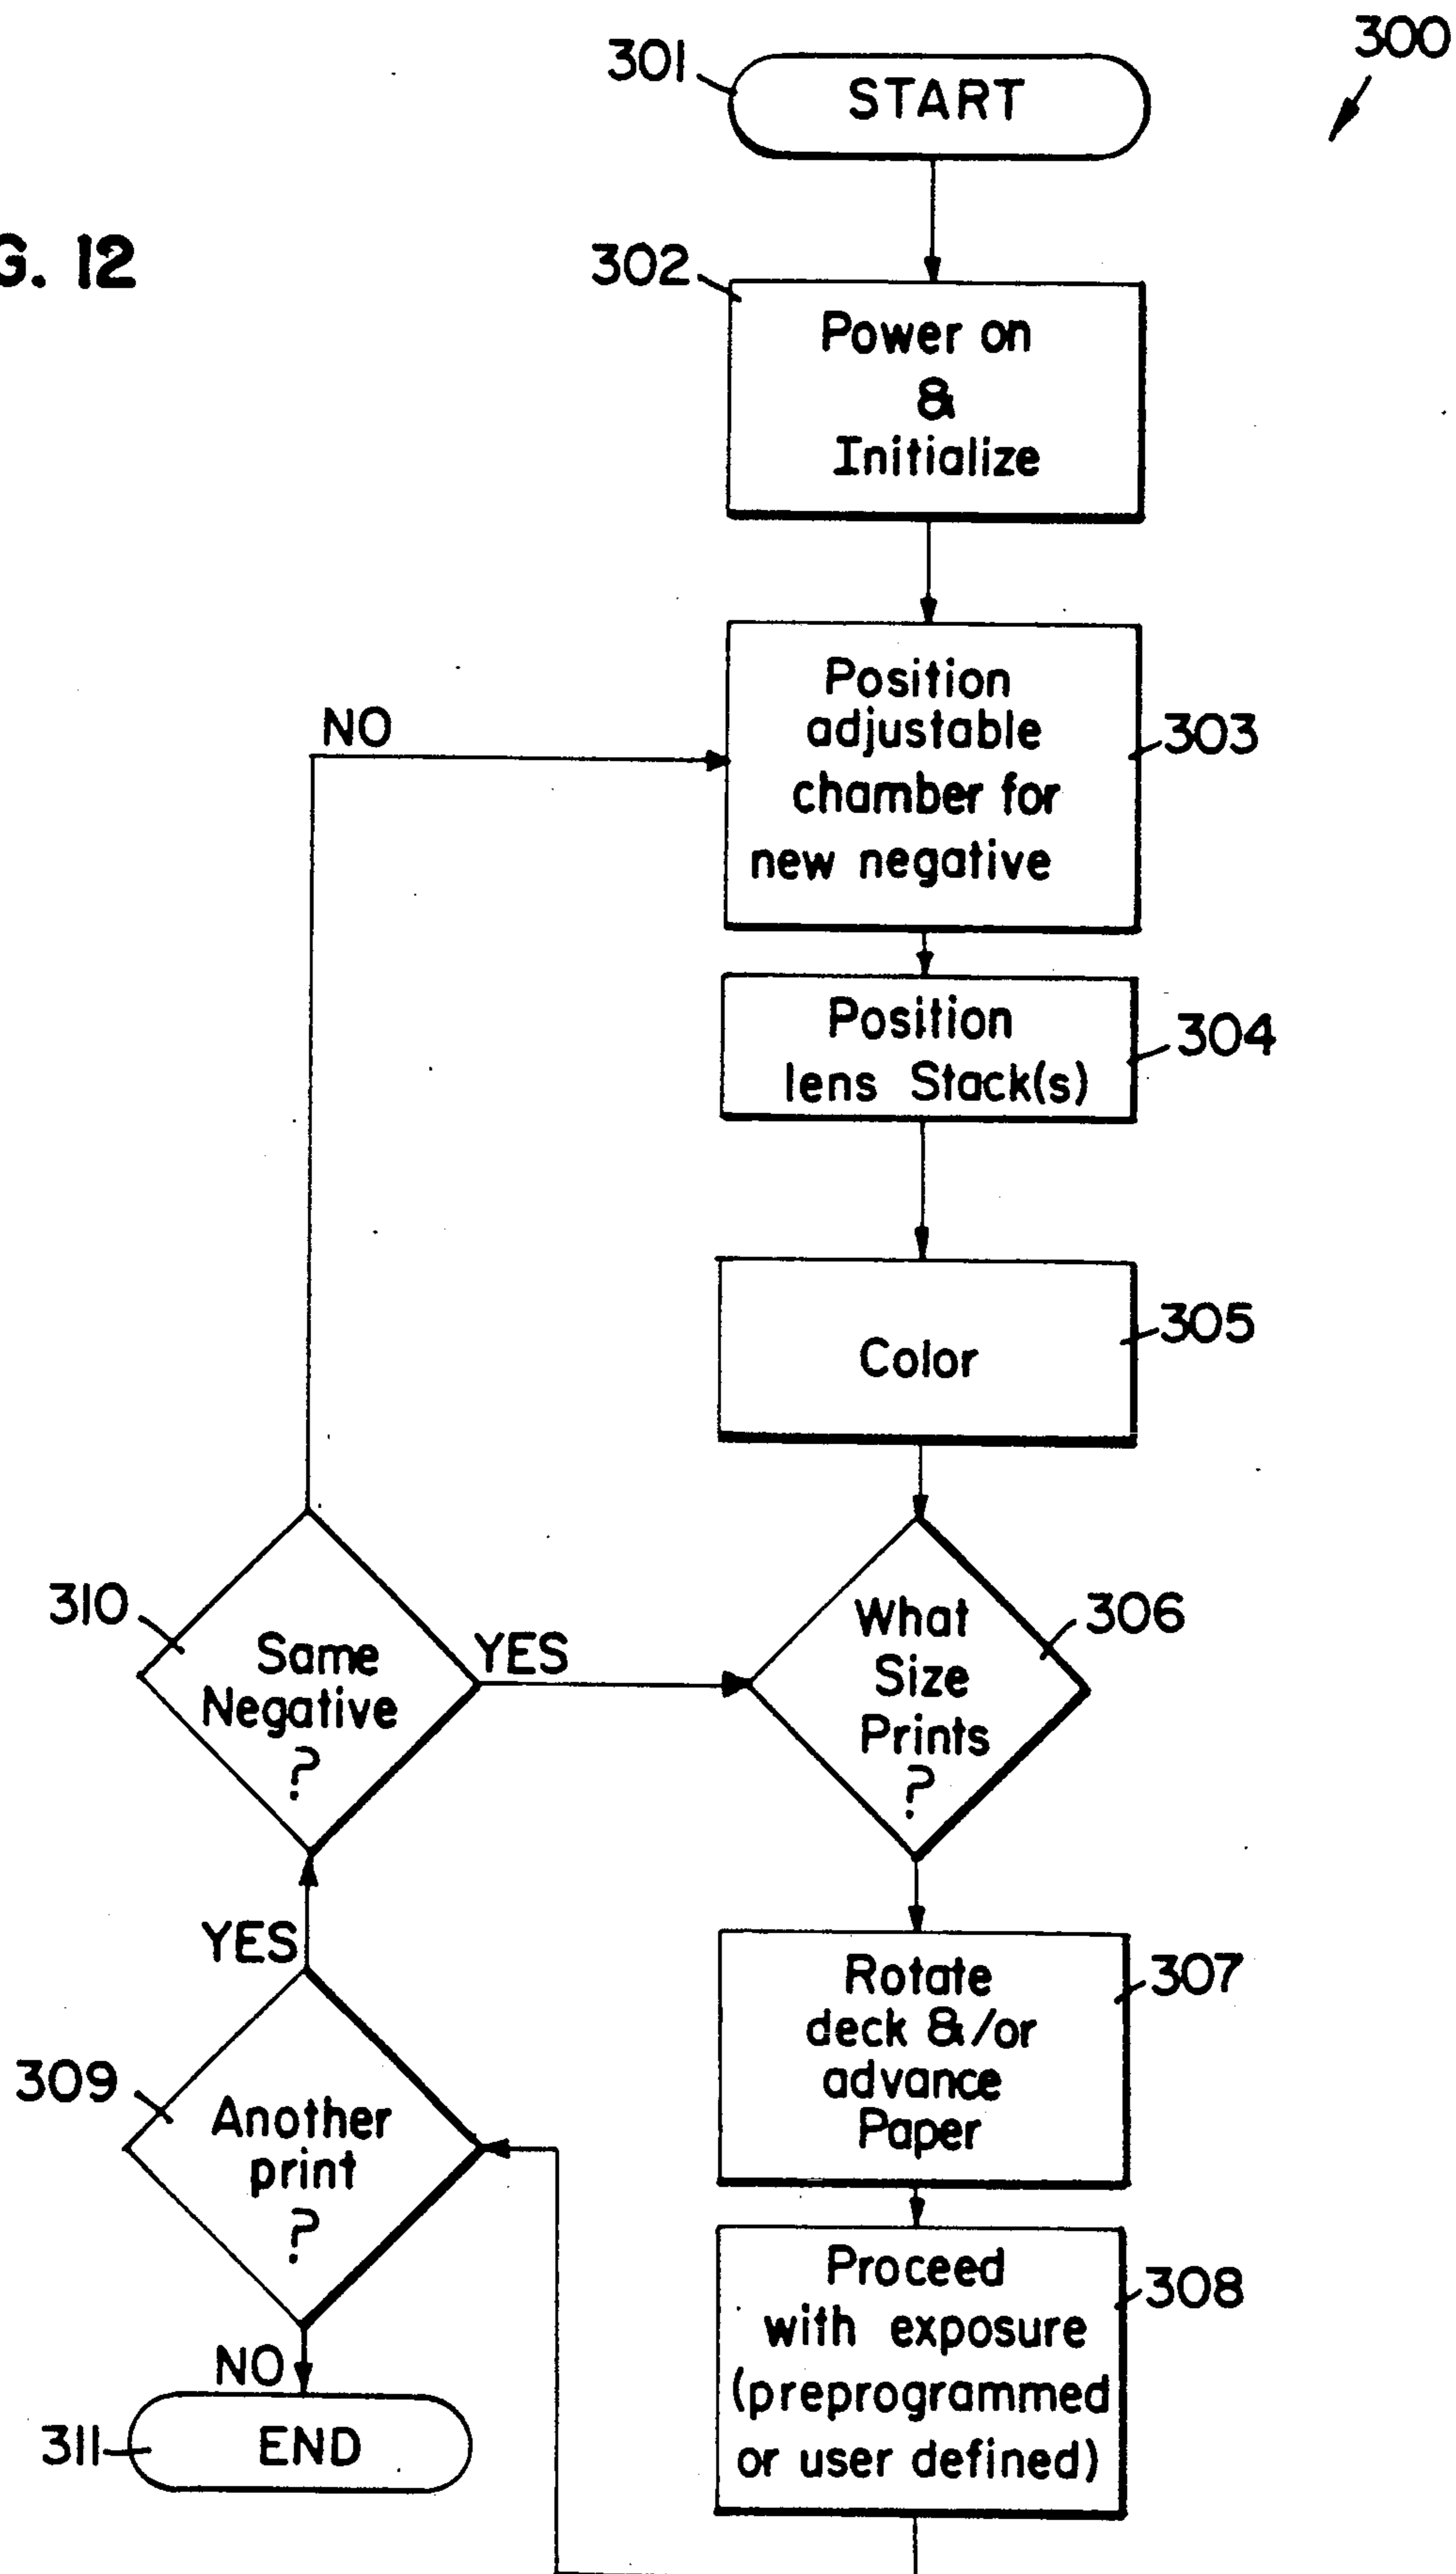 300
301
START
G. 12
302
Power on
&
Initialize
NO
Position
adjustable
chamber for
new negative
303
Position
lens Stack(s)
304
Color
305
310
Same
Negative
?
YES
What
Size
Prints
?
306
YES
Rotate
deck &/or
advance
Paper
307
309
Another
print
?
Proceed
with exposure
(preprogrammed
or user defined)
308
NO
311
END